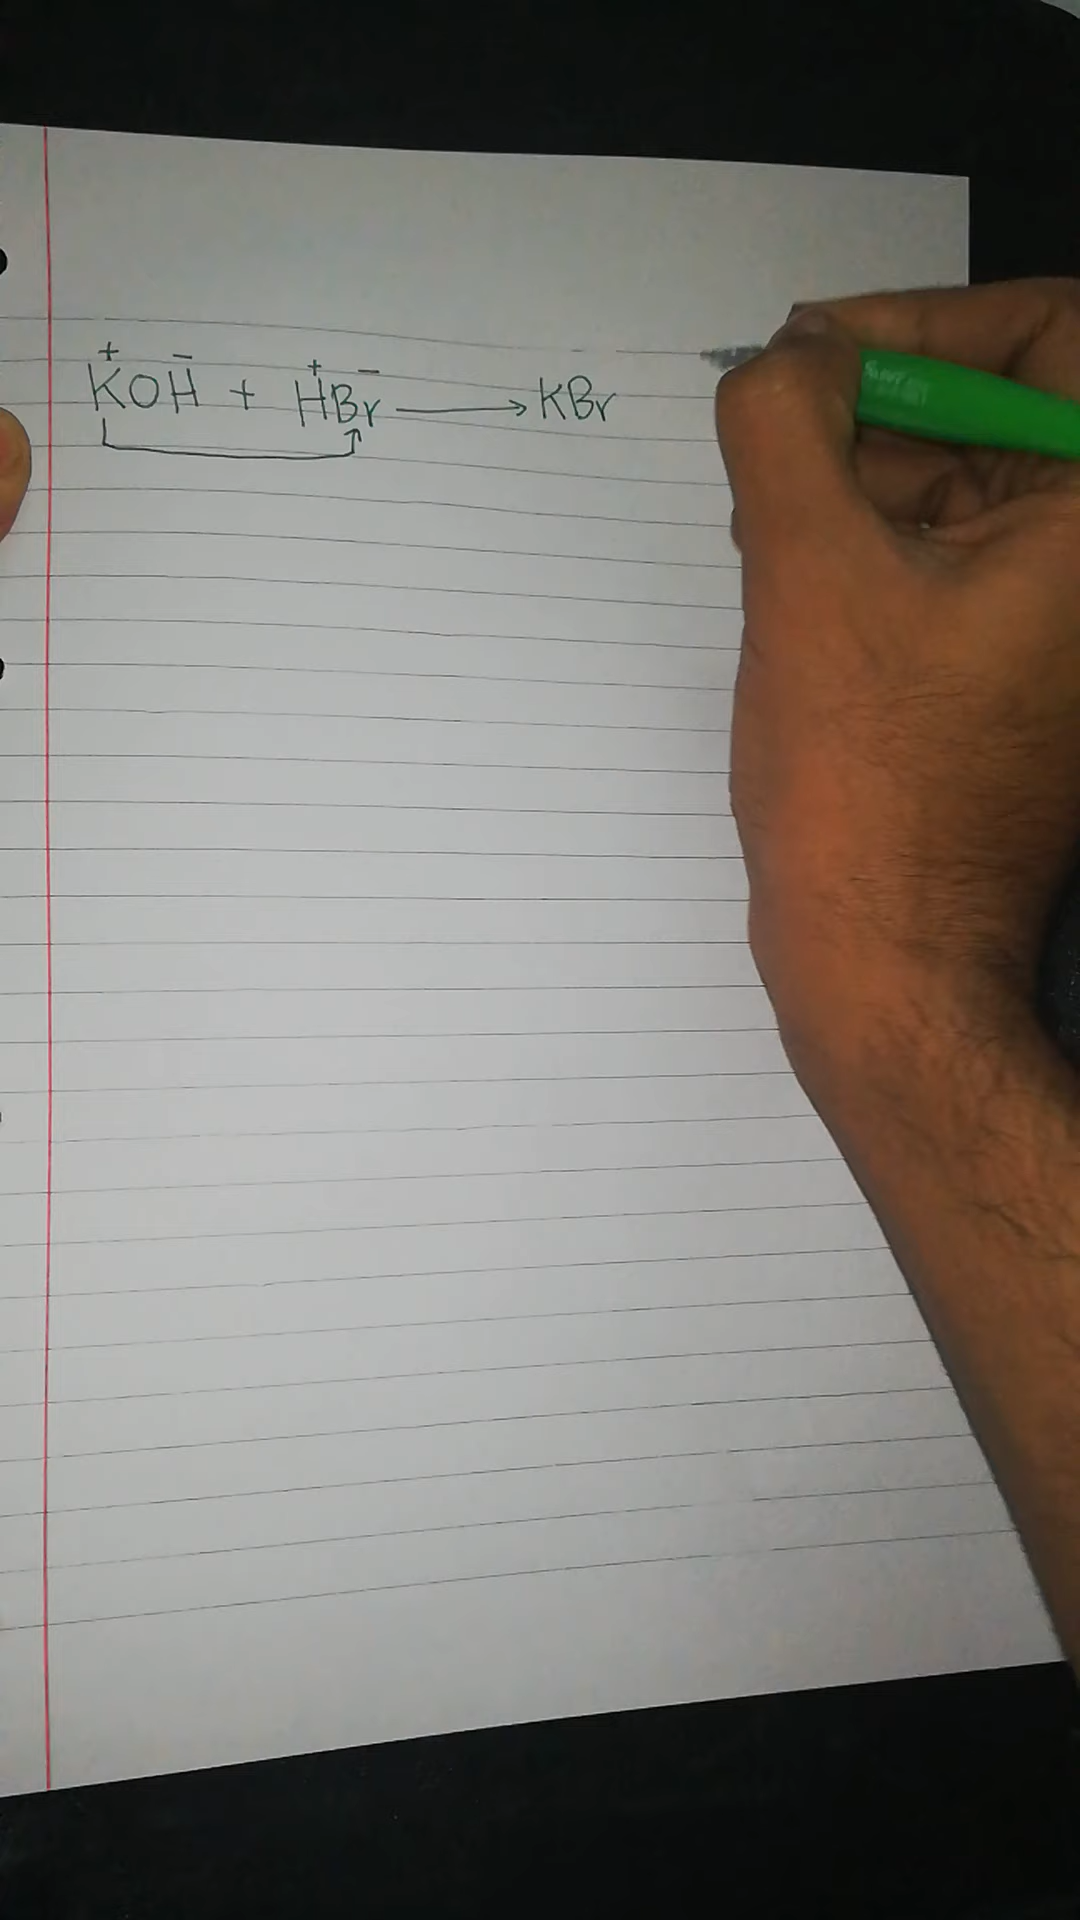 + − + −
KOH + HBr ⟶ KBr